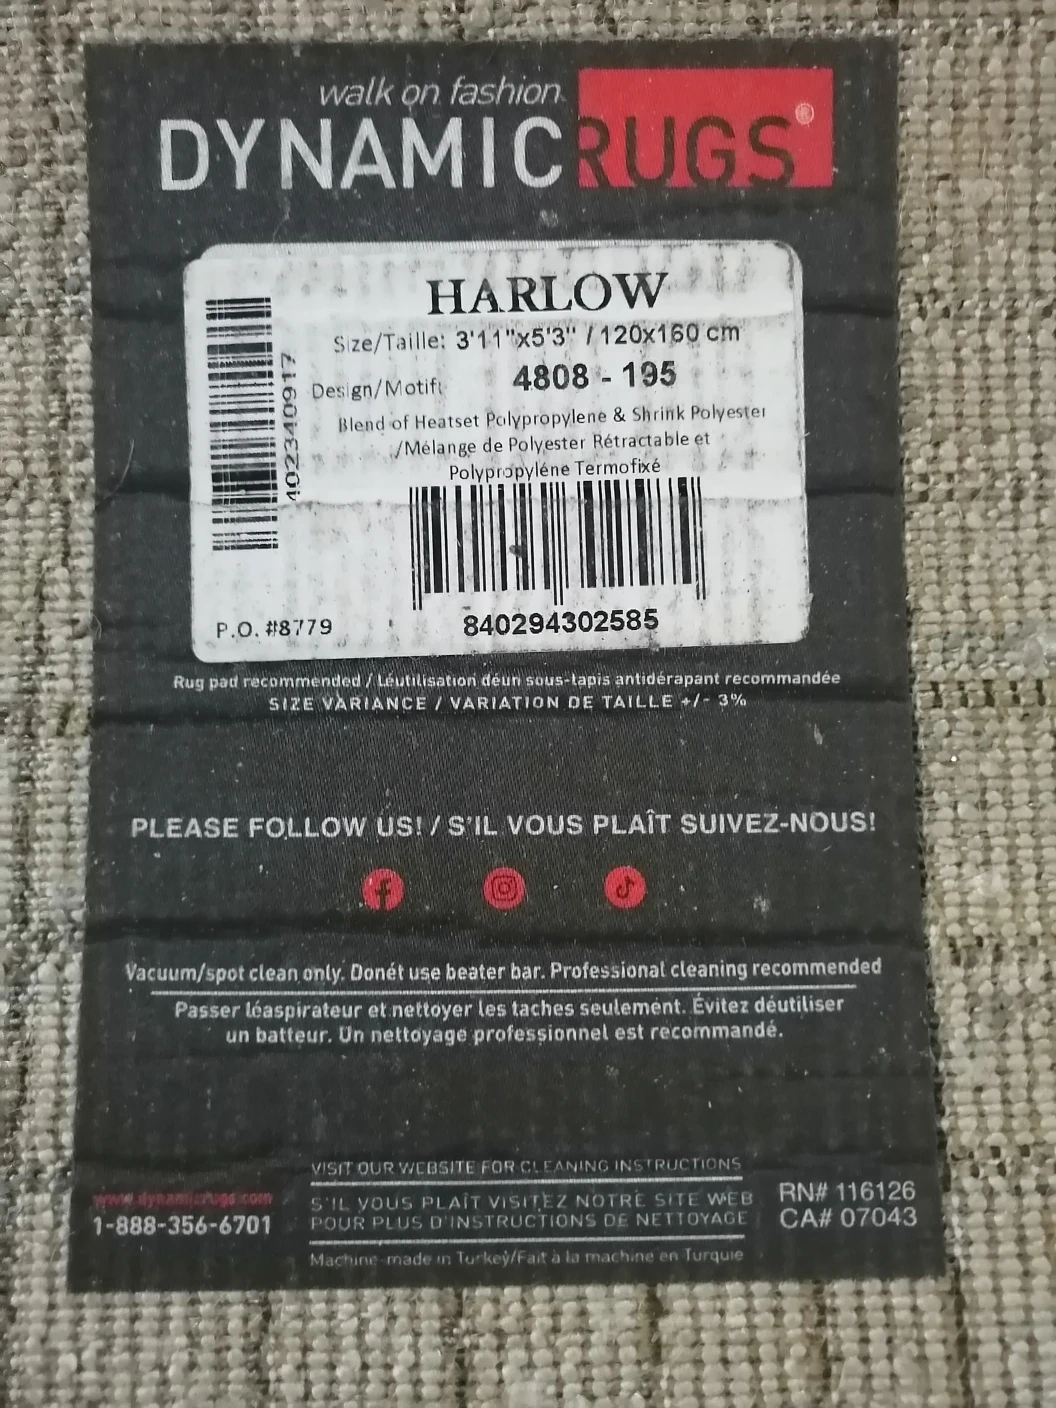 walk on fashion
DYNAMICRUGS®
HARLOW
Size/Taille: 3'11"x5'3" / 120x160 cm
Design/Motif: 4808 - 195
Blend of Heatset Polypropylene & Shrink Polyester
/Mélange de Polyester Rétractable et
Polypropyléne Termofixé
402340917
840294302585
P.O. #8779
Rug pad recommended / Léutilisation déun sous-tapis antidérapant recommandée
SIZE VARIANCE / VARIATION DE TAILLE +/- 3%
PLEASE FOLLOW US! / S'IL VOUS PLAÎT SUIVEZ-NOUS!
Vacuum/spot clean only. Donét use beater bar. Professional cleaning recommended
Passer léaspirateur et nettoyer les taches seulement. Évitez déutiliser
un batteur. Un nettoyage professionnel est recommandé.
VISIT OUR WEBSITE FOR CLEANING INSTRUCTIONS
www.dynamicrugs.com
1-888-356-6701
S'IL VOUS PLAÎT VISITEZ NOTRE SITE WEB
POUR PLUS D'INSTRUCTIONS DE NETTOYAGE
RN# 116126
CA# 07043
Machine-made in Turkey/Fait à la machine en Turquie